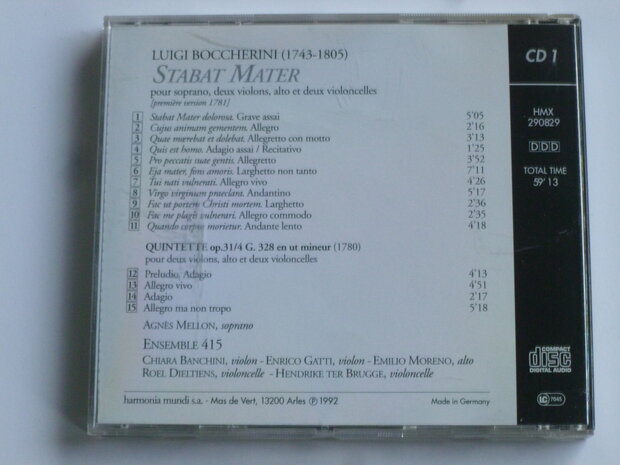 LUIGI BOCCHERINI (1743-1805)
STABAT MATER
pour soprano, deux violons, alto et deux violoncelles
[première version 1781]
1 Stabat Mater dolorosa. Grave assai 5'05
2 Cujus animam gementem. Allegro 2'16
3 Quæ mœrebat et dolebat. Allegretto con motto 3'13
4 Quis est homo. Adagio assai / Recitativo 1'25
5 Pro peccatis suae gentis. Allegretto 3'52
6 Eja mater, fons amoris. Larghetto non tanto 7'11
7 Tui nati vulnerati. Allegro vivo 4'26
8 Virgo virginum praeclara. Andantino 5'17
9 Fac ut portem Christi mortem. Larghetto 2'36
10 Fac me plagis vulnerari. Allegro commodo 2'35
11 Quando corpus morietur. Andante lento 4'18
QUINTETTE op.31/4 G. 328 en ut mineur (1780)
pour deux violons, alto et deux violoncelles
12 Preludio, Adagio 4'13
13 Allegro vivo 4'51
14 Adagio 2'17
15 Allegro ma non tropo 5'18
AGNÈS MELLON, soprano
ENSEMBLE 415
CHIARA BANCHINI, violon - ENRICO GATTI, violon - EMILIO MORENO, alto
ROEL DIELTIENS, violoncelle - HENDRIKE TER BRUGGE, violoncelle
harmonia mundi s.a. - Mas de Vert, 13200 Arles Ⓟ 1992 Made in Germany
CD 1
HMX
290829
DDD
TOTAL TIME
59'13
COMPACT
disc
DIGITAL AUDIO
LC 7045